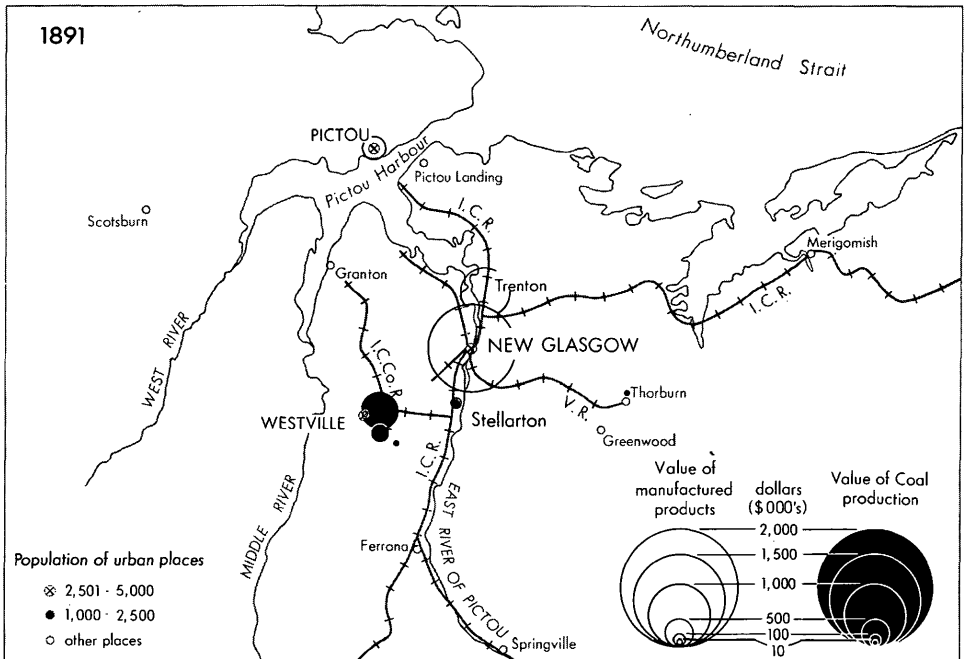 1891
Northumberland Strait
PICTOU
Pictou Harbour
Pictou Landing
Scotsburn
I.C.R.
Merigomish
Granton
Trenton
I.C.R.
WEST RIVER
NEW GLASGOW
I.C.Co.R.
Thorburn
V.R.
WESTVILLE
Stellarton
Greenwood
I.C.R.
MIDDLE RIVER
EAST RIVER OF PICTOU
Ferrona
Springville
Population of urban places
2,501 - 5,000
1,000 - 2,500
other places
Value of
manufactured
products
dollars
($000's)
Value of Coal
production
2,000
1,500
1,000
500
100
10